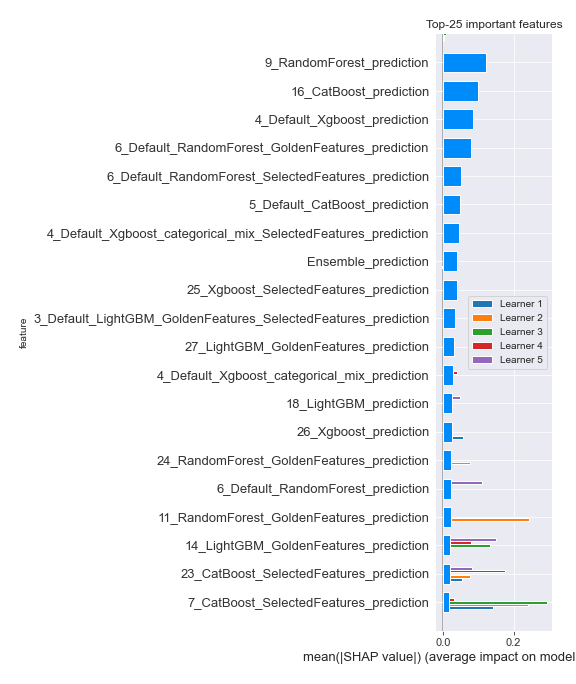 Top-25 important features
9_RandomForest_prediction
16_CatBoost_prediction
4_Default_Xgboost_prediction
6_Default_RandomForest_GoldenFeatures_prediction
6_Default_RandomForest_SelectedFeatures_prediction
5_Default_CatBoost_prediction
4_Default_Xgboost_categorical_mix_SelectedFeatures_prediction
Ensemble_prediction
25_Xgboost_SelectedFeatures_prediction
3_Default_LightGBM_GoldenFeatures_SelectedFeatures_prediction
27_LightGBM_GoldenFeatures_prediction
4_Default_Xgboost_categorical_mix_prediction
18_LightGBM_prediction
26_Xgboost_prediction
24_RandomForest_GoldenFeatures_prediction
6_Default_RandomForest_prediction
11_RandomForest_GoldenFeatures_prediction
14_LightGBM_GoldenFeatures_prediction
23_CatBoost_SelectedFeatures_prediction
7_CatBoost_SelectedFeatures_prediction
feature
Learner 1
Learner 2
Learner 3
Learner 4
Learner 5
0.0 0.2
mean(|SHAP value|) (average impact on model